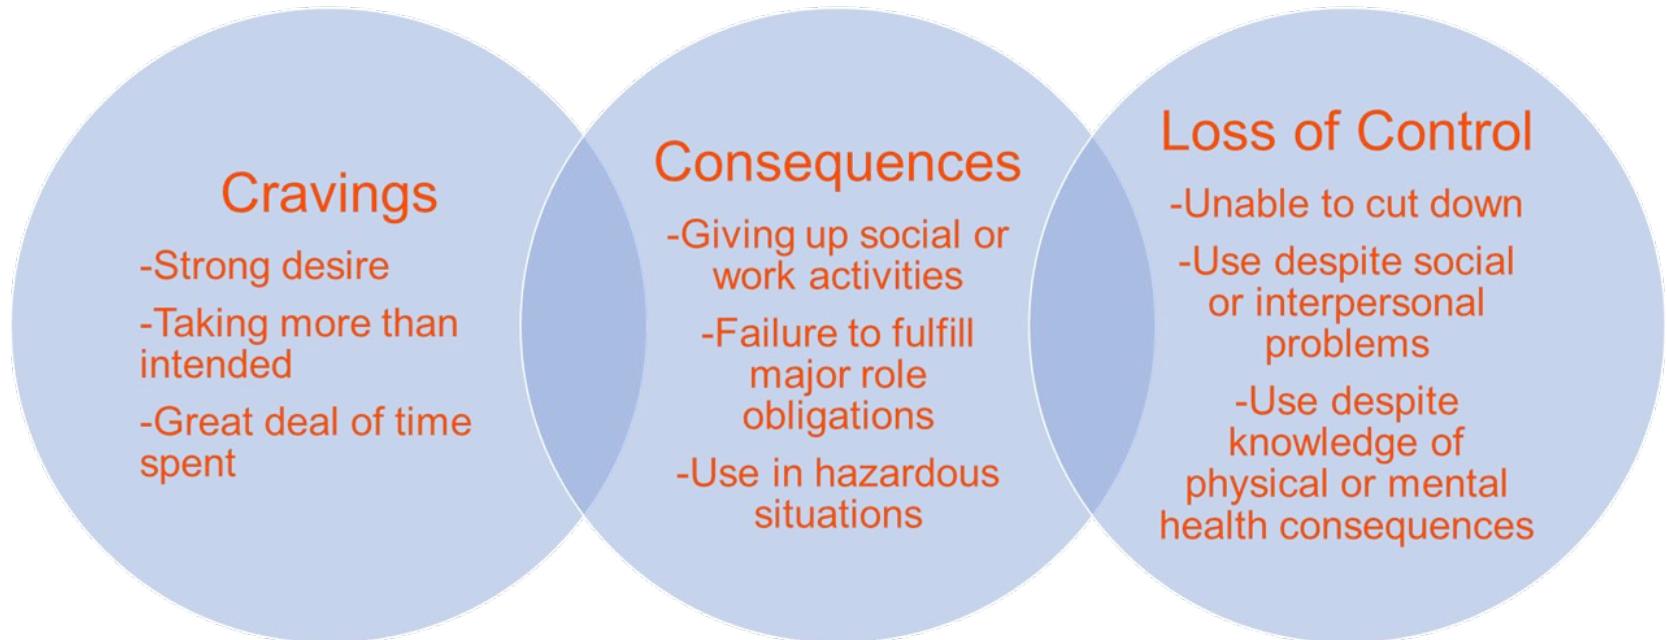 Cravings
-Strong desire
-Taking more than
intended
-Great deal of time
spent
Consequences
-Giving up social or
work activities
-Failure to fulfill
major role
obligations
-Use in hazardous
situations
Loss of Control
-Unable to cut down
-Use despite social
or interpersonal
problems
-Use despite
knowledge of
physical or mental
health consequences